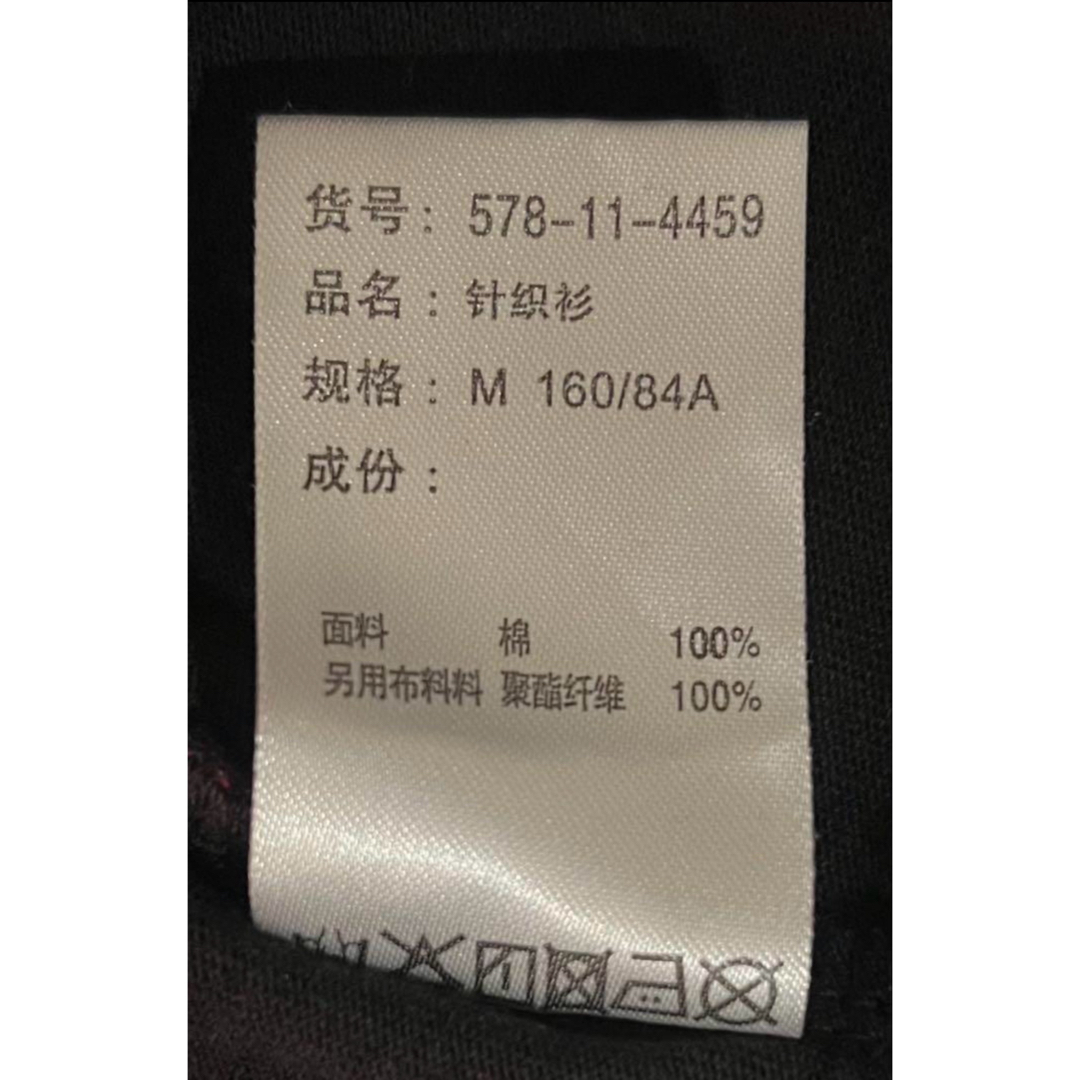 货号: 578-11-4459
品名: 针织衫
规格: M 160/84A
成份:
面料 棉 100%
另用布料料 聚酯纤维 100%